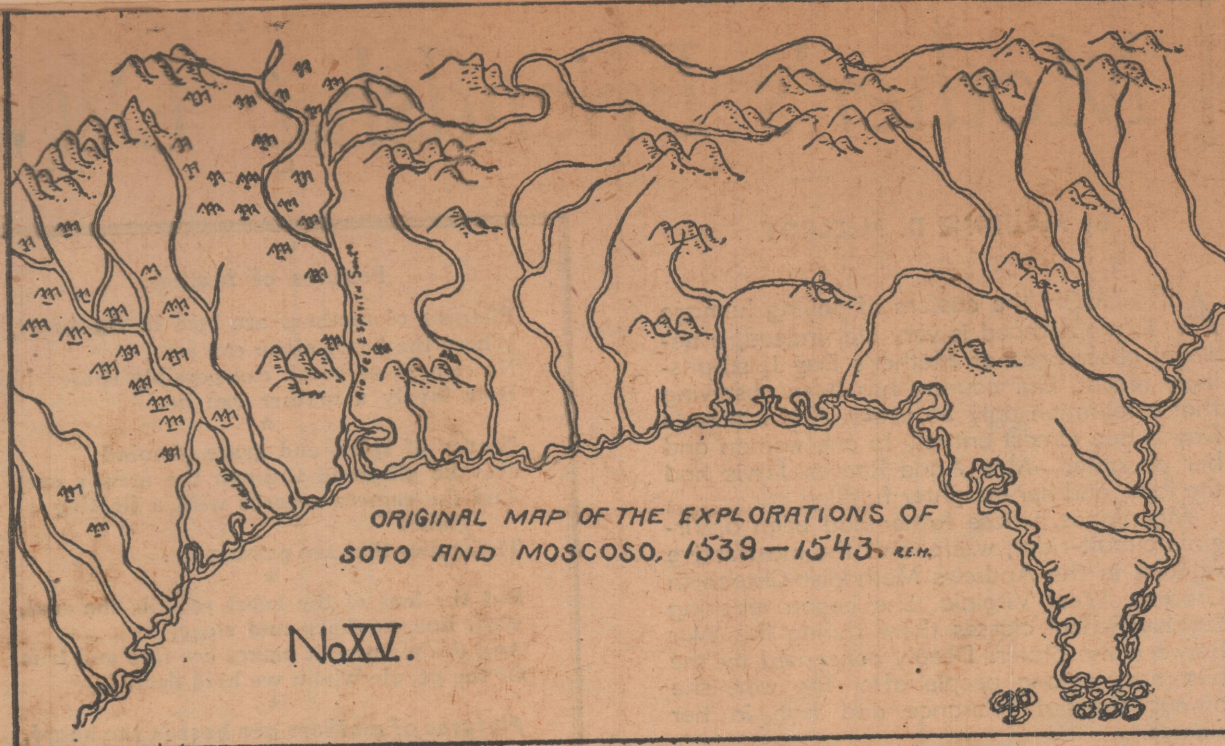 RIO DEL ESPIRITU SANTO
ORIGINAL MAP OF THE EXPLORATIONS OF
SOTO AND MOSCOSO, 1539-1543. R.E.H.
No XV.